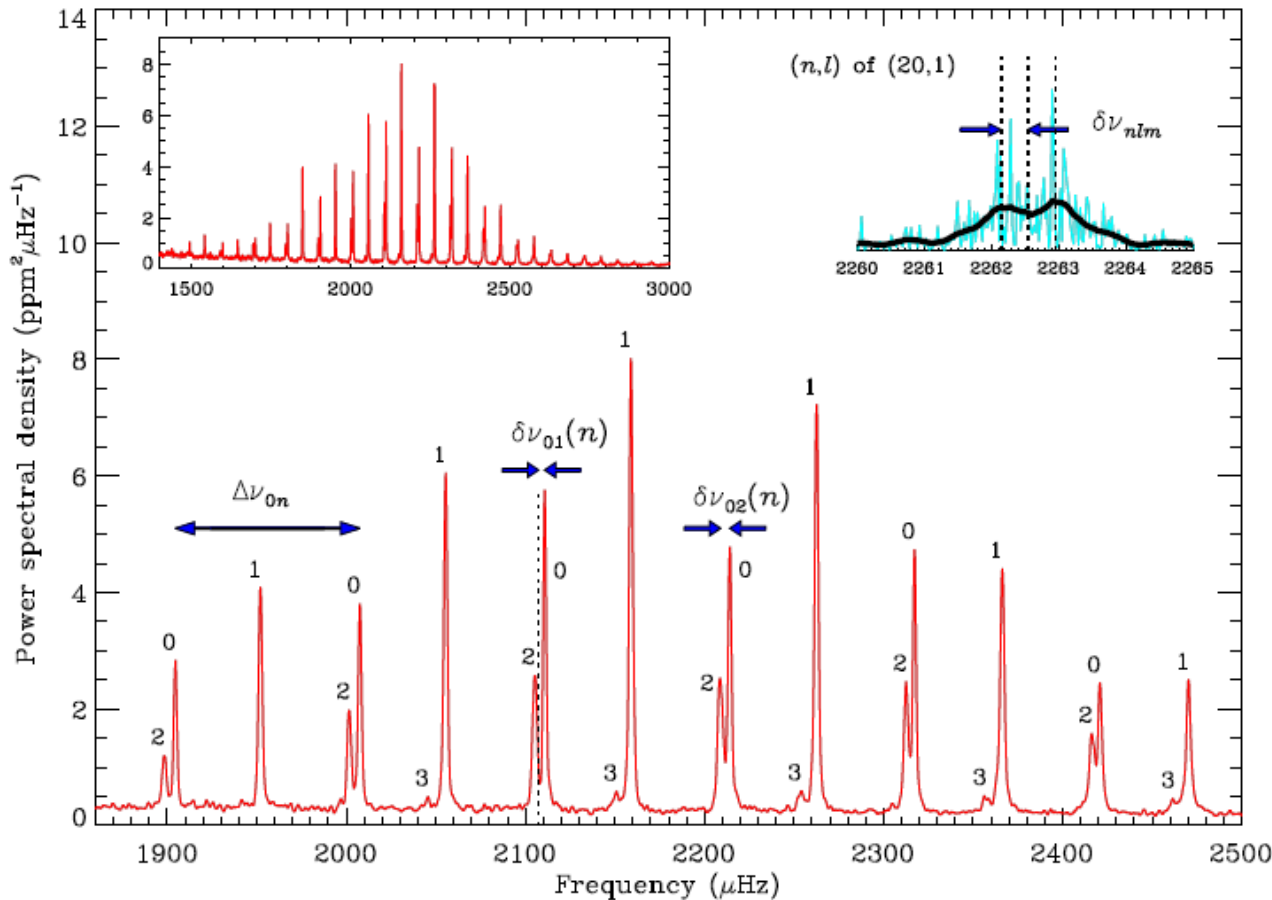 Power spectral density (ppm²μHz⁻¹)
14
12
10
8
6
4
2
0
8
6
4
2
0
1500 2000 2500 3000
(n,l) of (20,1)
δν_nlm
2260 2261 2262 2263 2264 2265
Δν_0n
δν_01(n)
δν_02(n)
2 0 1 2 0 3 1 2 0 3 1 2 0 3 1 2 0 3 1 2 0 3 1
1900 2000 2100 2200 2300 2400 2500
Frequency (μHz)